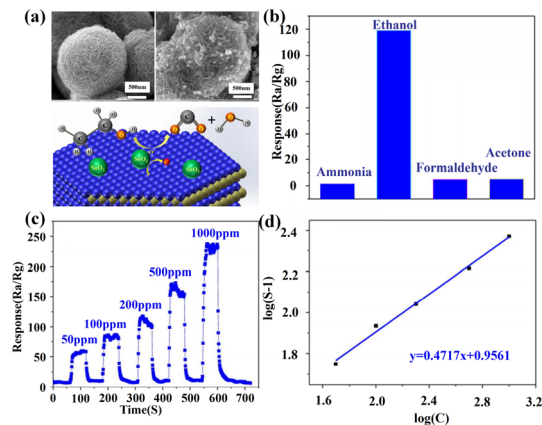 (a)
500nm
500nm
H
H
C
C
H
H
O
H
C
O
O
+
O
H
H
SiO2
SiO2
SiO2
(b)
Response(Ra/Rg)
120
100
80
60
40
20
0
Ethanol
Ammonia
Formaldehyde
Acetone
(c)
Response(Ra/Rg)
250
200
150
100
50
0
50ppm
100ppm
200ppm
500ppm
1000ppm
0 100 200 300 400 500 600 700
Time(S)
(d)
log(S-1)
2.4
2.2
2.0
1.8
y=0.4717x+0.9561
1.6 2.0 2.4 2.8 3.2
log(C)